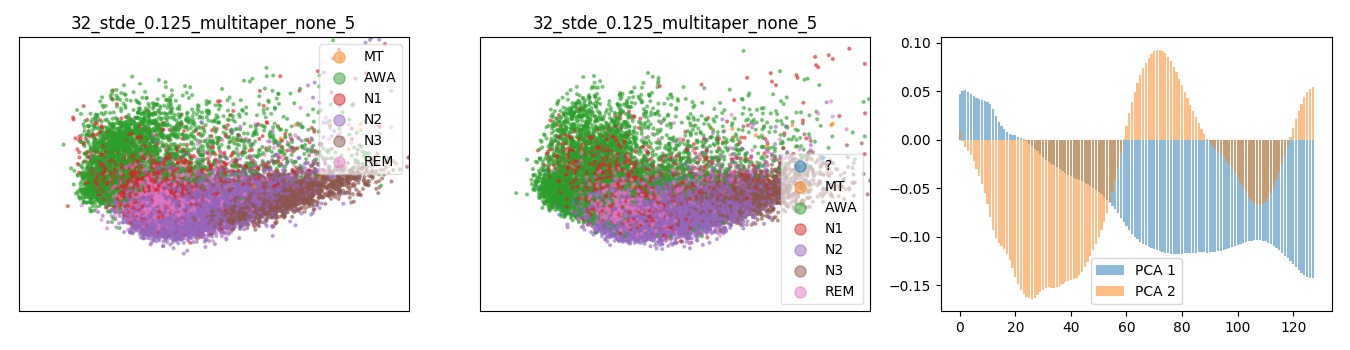 32_stde_0.125_multitaper_none_5
MT
AWA
N1
N2
N3
REM
32_stde_0.125_multitaper_none_5
?
MT
AWA
N1
N2
N3
REM
0.10
0.05
0.00
−0.05
−0.10
−0.15
PCA 1
PCA 2
0 20 40 60 80 100 120